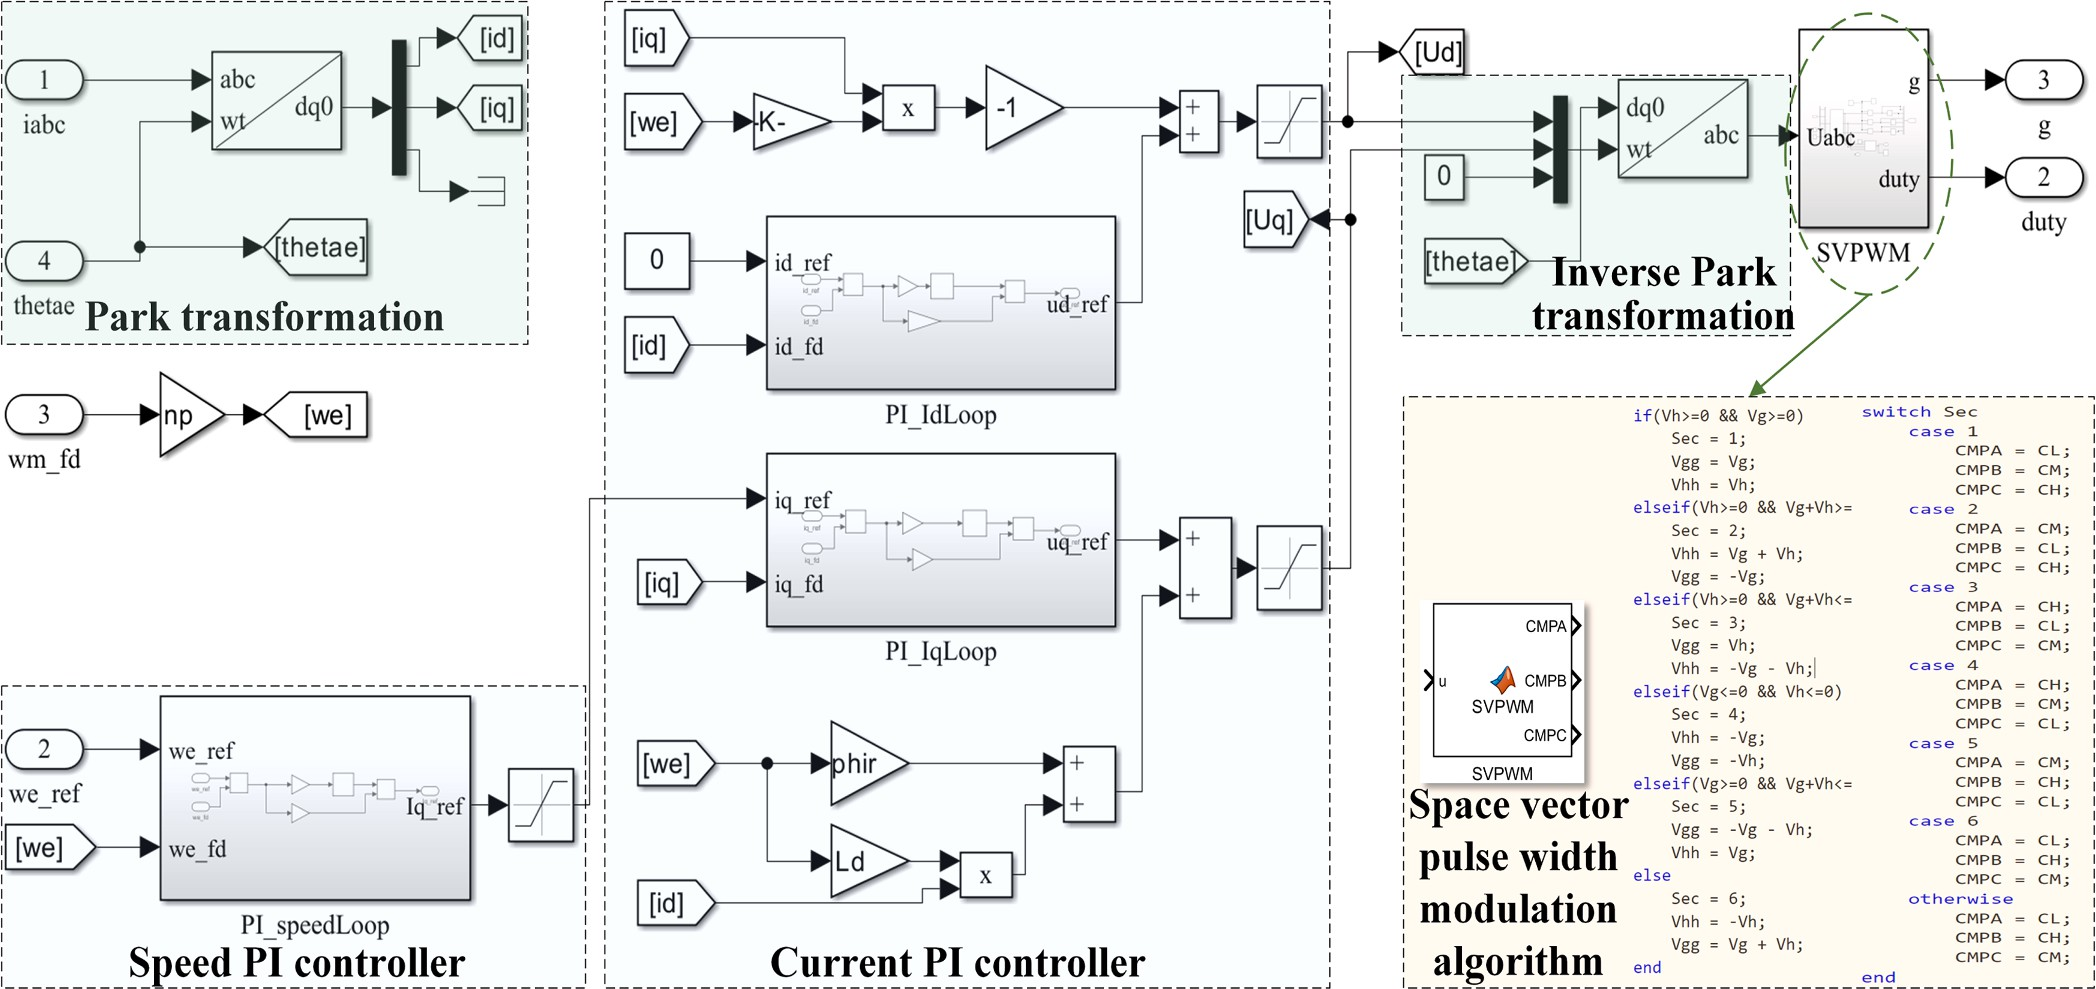 1
iabc
4
thetae
abc
wt
dq0
[id]
[iq]
[thetae]
Park transformation
3
wm_fd
np
[we]
2
we_ref
[we]
we_ref
we_fd
Iq_ref
PI_speedLoop
Speed PI controller
[iq]
[we]
-K-
x
-1
+
+
0
[id]
id_ref
id_fd
ud_ref
PI_IdLoop
[iq]
iq_ref
iq_fd
uq_ref
PI_IqLoop
+
+
[we]
phir
Ld
[id]
x
+
+
Current PI controller
[Ud]
[Uq]
0
[thetae]
dq0
wt
abc
Inverse Park
transformation
Uabc
g
duty
SVPWM
3
g
2
duty
u
SVPWM
CMPA
CMPB
CMPC
SVPWM
Space vector
pulse width
modulation
algorithm
if(Vh>=0 && Vg>=0)
Sec = 1;
Vgg = Vg;
Vhh = Vh;
elseif(Vh>=0 && Vg+Vh>=
Sec = 2;
Vhh = Vg + Vh;
Vgg = -Vg;
elseif(Vh>=0 && Vg+Vh<=
Sec = 3;
Vgg = Vh;
Vhh = -Vg - Vh;
elseif(Vg<=0 && Vh<=0)
Sec = 4;
Vhh = -Vg;
Vgg = -Vh;
elseif(Vg>=0 && Vg+Vh<=
Sec = 5;
Vgg = -Vg - Vh;
Vhh = Vg;
else
Sec = 6;
Vhh = -Vh;
Vgg = Vg + Vh;
end
switch Sec
case 1
CMPA = CL;
CMPB = CM;
CMPC = CH;
case 2
CMPA = CM;
CMPB = CL;
CMPC = CH;
case 3
CMPA = CH;
CMPB = CL;
CMPC = CM;
case 4
CMPA = CH;
CMPB = CM;
CMPC = CL;
case 5
CMPA = CM;
CMPB = CH;
CMPC = CL;
case 6
CMPA = CL;
CMPB = CH;
CMPC = CM;
otherwise
CMPA = CL;
CMPB = CH;
CMPC = CM;
end